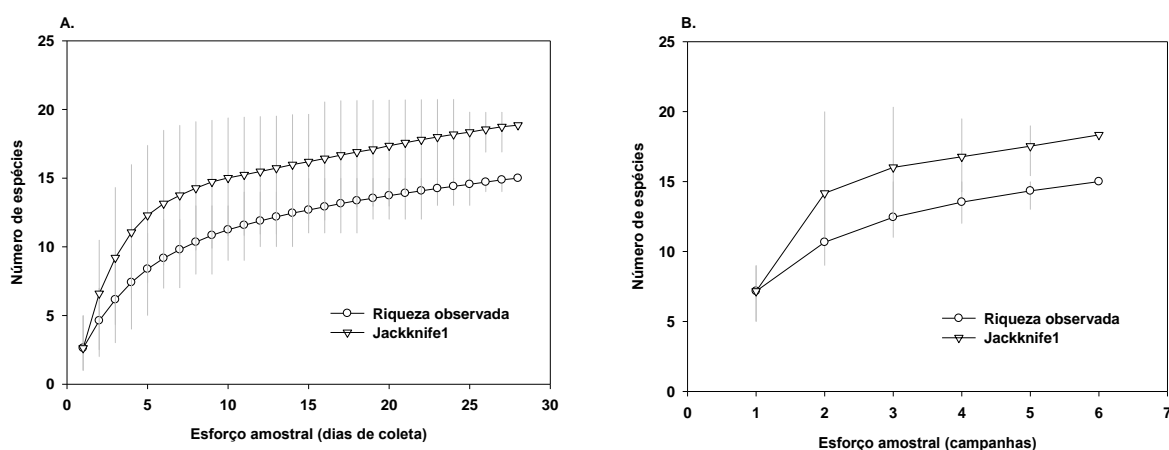 A.
25
20
15
10
5
0
Número de espécies
Riqueza observada
Jackknife1
0 5 10 15 20 25 30
Esforço amostral (dias de coleta)
B.
25
20
15
10
5
0
Número de espécies
Riqueza observada
Jackknife1
0 1 2 3 4 5 6 7
Esforço amostral (campanhas)